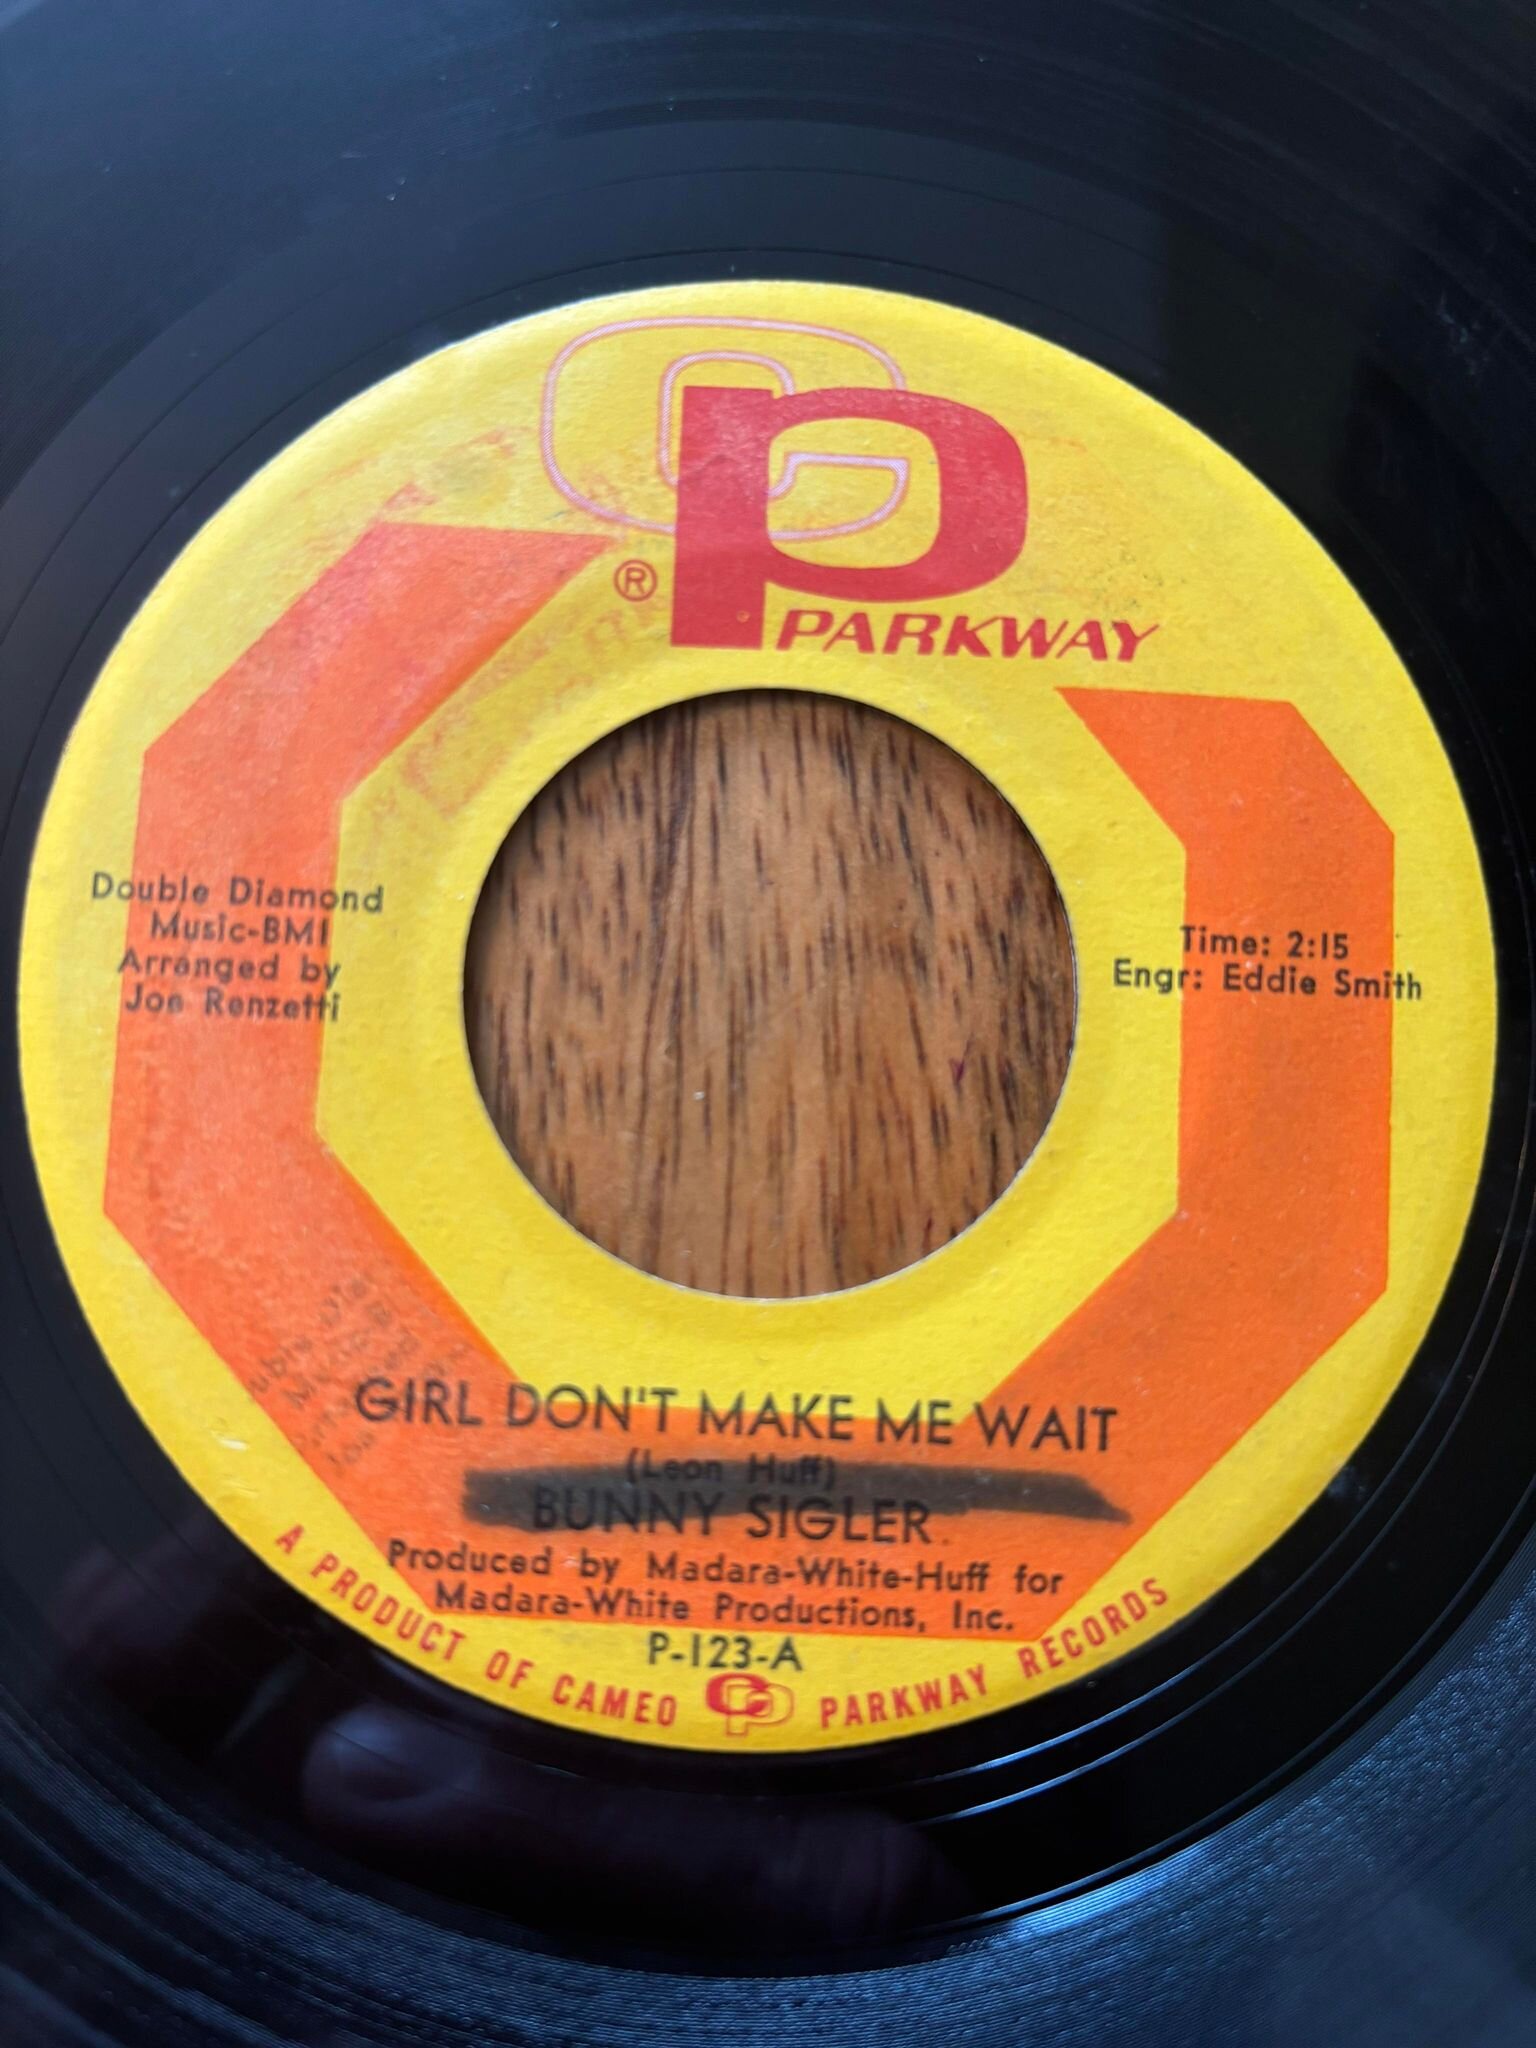 CP
® PARKWAY
Double Diamond
Music-BMI
Arranged by
Joe Renzetti
Time: 2:15
Engr: Eddie Smith
GIRL DON'T MAKE ME WAIT
(Leon Huff)
BUNNY SIGLER
Produced by Madara-White-Huff for
Madara-White Productions, Inc.
P-123-A
A PRODUCT OF CAMEO CP PARKWAY RECORDS